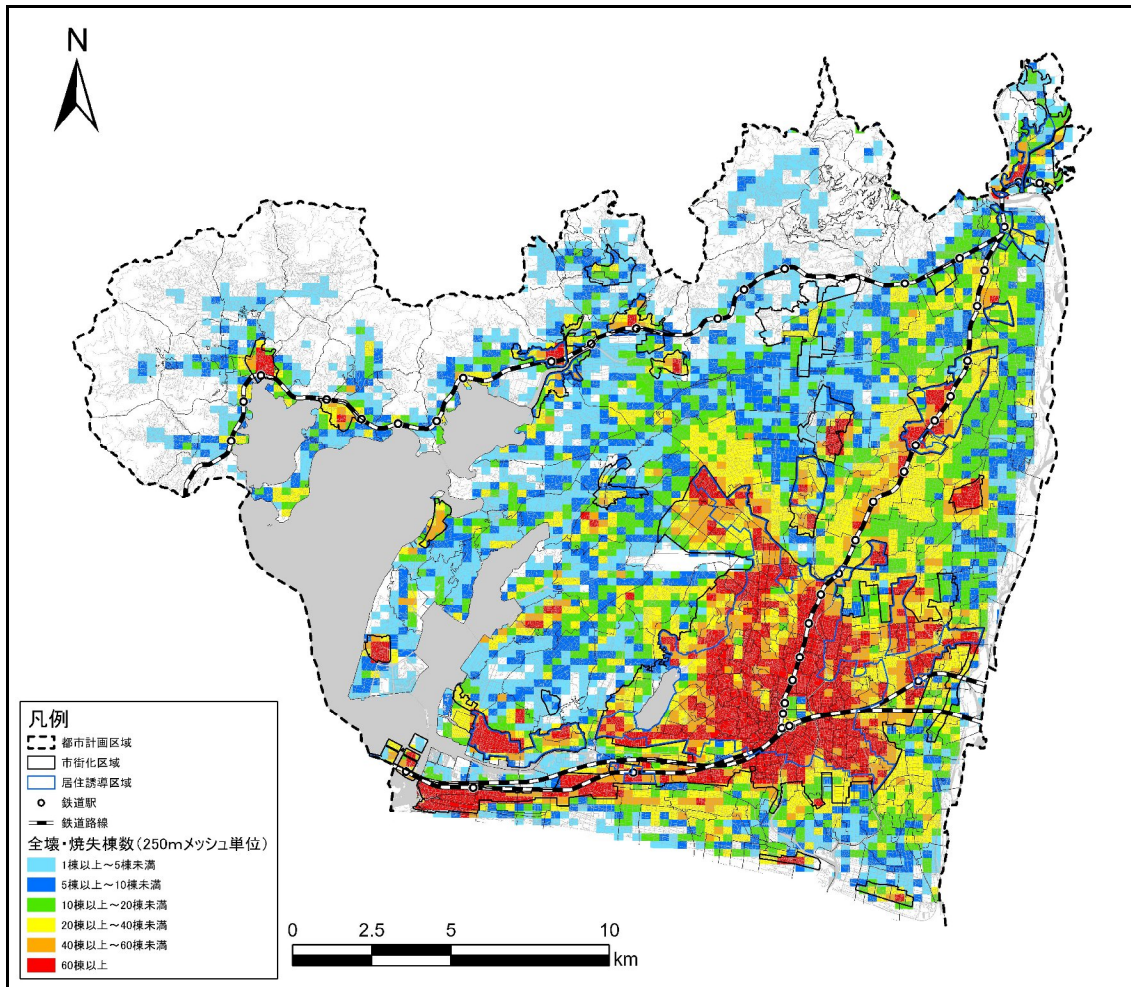 N
凡例
都市計画区域
市街化区域
居住誘導区域
鉄道駅
鉄道路線
全壊・焼失棟数(250mメッシュ単位)
1棟以上～5棟未満
5棟以上～10棟未満
10棟以上～20棟未満
20棟以上～40棟未満
40棟以上～60棟未満
60棟以上
0 2.5 5 10
km